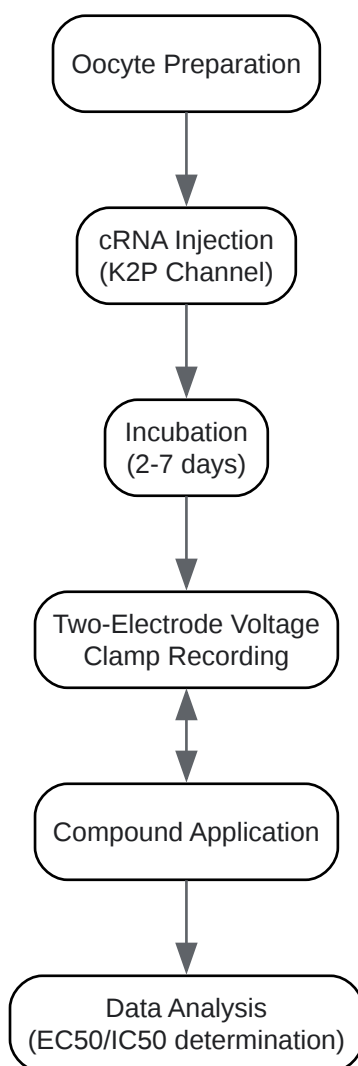 Oocyte Preparation
cRNA Injection
(K2P Channel)
Incubation
(2-7 days)
Two-Electrode Voltage
Clamp Recording
Compound Application
Data Analysis
(EC50/IC50 determination)